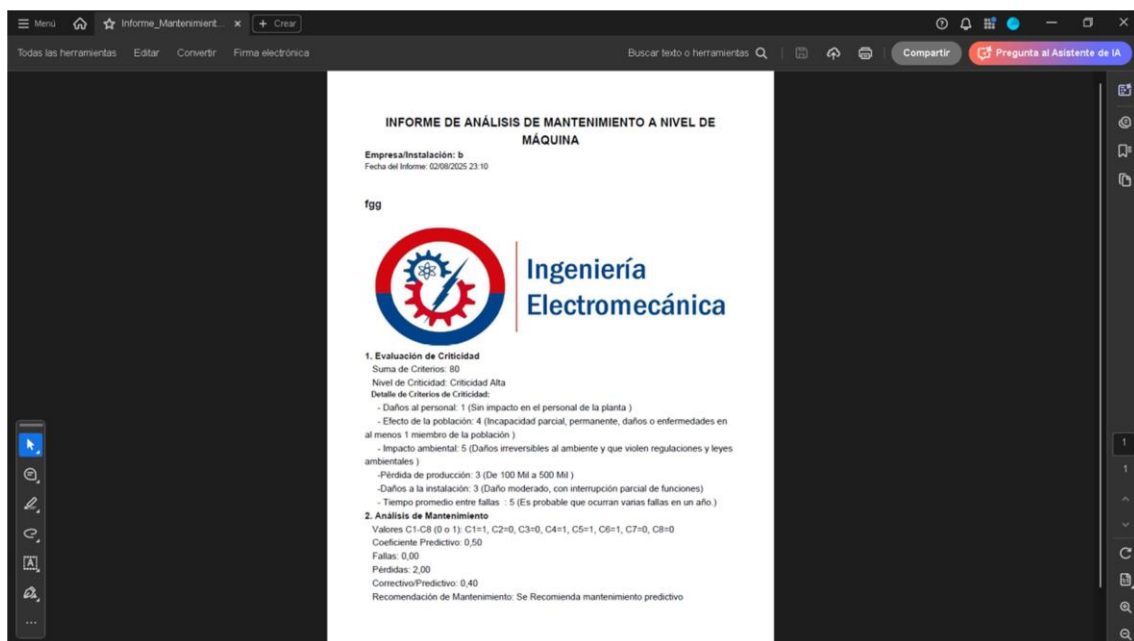 Menú
Informe_Mantenimient...
+ Crear
Todas las herramientas Editar Convertir Firma electrónica
Buscar texto o herramientas
Compartir
Pregunta al Asistente de IA
INFORME DE ANÁLISIS DE MANTENIMIENTO A NIVEL DE
MÁQUINA
Empresa/Instalación: b
Fecha del Informe: 02/08/2025 23:10
fgg
Ingeniería
Electromecánica
1. Evaluación de Criticidad
Suma de Criterios: 80
Nivel de Criticidad: Criticidad Alta
Detalle de Criterios de Criticidad:
- Daños al personal: 1 (Sin impacto en el personal de la planta )
- Efecto de la población: 4 (Incapacidad parcial, permanente, daños o enfermedades en
al menos 1 miembro de la población )
- Impacto ambiental: 5 (Daños irreversibles al ambiente y que violen regulaciones y leyes
ambientales )
-Pérdida de producción: 3 (De 100 Mil a 500 Mil )
-Daños a la instalación: 3 (Daño moderado, con interrupción parcial de funciones)
- Tiempo promedio entre fallas : 5 (Es probable que ocurran varias fallas en un año.)
2. Análisis de Mantenimiento
Valores C1-C8 (0 o 1): C1=1, C2=0, C3=0, C4=1, C5=1, C6=1, C7=0, C8=0
Coeficiente Predictivo: 0,50
Fallas: 0,00
Pérdidas: 2,00
Correctivo/Predictivo: 0,40
Recomendación de Mantenimiento: Se Recomienda mantenimiento predictivo
1
1